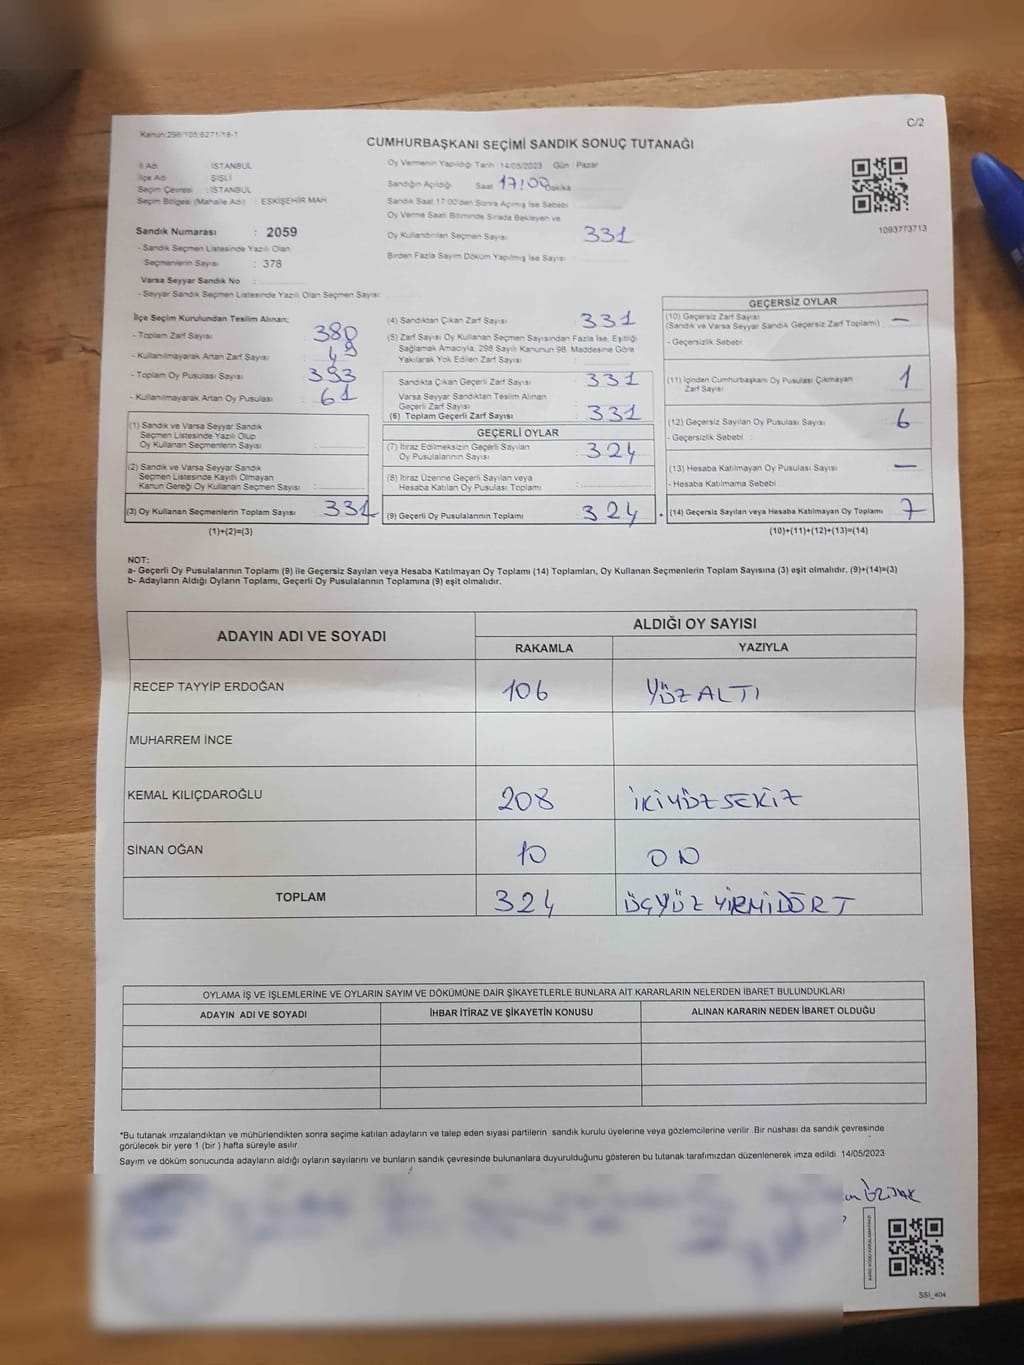 Kanun:298/105;6271/18-1
C/2
CUMHURBAŞKANI SEÇİMİ SANDIK SONUÇ TUTANAĞI
İl Adı : İSTANBUL
İlçe Adı : ŞİŞLİ
Seçim Çevresi : İSTANBUL
Seçim Bölgesi (Mahalle Adı) : ESKİŞEHİR MAH.
Sandık Numarası : 2059
- Sandık Seçmen Listesinde Yazılı Olan
Seçmenlerin Sayısı : 378
Varsa Seyyar Sandık No :
- Seyyar Sandık Seçmen Listesinde Yazılı Olan Seçmen Sayısı:
Oy Vermenin Yapıldığı Tarih : 14/05/2023 Gün : Pazar
Sandığın Açıldığı Saat 17:00 Dakika
Sandık Saat 17:00'den Sonra Açılmış İse Sebebi
Oy Verme Saati Bitiminde Sırada Bekleyen ve
Oy Kullandırılan Seçmen Sayısı : 331
Birden Fazla Sayım Döküm Yapılmış İse Sayısı
1093773713
İlçe Seçim Kurulundan Teslim Alınan;
- Toplam Zarf Sayısı 380
- Kullanılmayarak Artan Zarf Sayısı 49
- Toplam Oy Pusulası Sayısı 393
- Kullanılmayarak Artan Oy Pusulası 61
(1) Sandık ve Varsa Seyyar Sandık
Seçmen Listesinde Yazılı Olup
Oy Kullanan Seçmenlerin Sayısı :
(2) Sandık ve Varsa Seyyar Sandık
Seçmen Listesinde Kayıtlı Olmayan
Kanun Gereği Oy Kullanan Seçmen Sayısı :
(3) Oy Kullanan Seçmenlerin Toplam Sayısı 331
(1)+(2)=(3)
(4) Sandıktan Çıkan Zarf Sayısı : 331
(5) Zarf Sayısı Oy Kullanan Seçmen Sayısından Fazla İse, Eşitliği
Sağlamak Amacıyla, 298 Sayılı Kanunun 98. Maddesine Göre
Yakılarak Yok Edilen Zarf Sayısı :
Sandıkta Çıkan Geçerli Zarf Sayısı : 331
Varsa Seyyar Sandıktan Teslim Alınan
Geçerli Zarf Sayısı
(6) Toplam Geçerli Zarf Sayısı : 331
GEÇERLİ OYLAR
(7) İtiraz Edilmeksizin Geçerli Sayılan
Oy Pusulalarının Sayısı : 324
(8) İtiraz Üzerine Geçerli Sayılan veya
Hesaba Katılan Oy Pusulası Toplamı :
(9) Geçerli Oy Pusulalarının Toplamı : 324
GEÇERSİZ OYLAR
(10) Geçersiz Zarf Sayısı
(Sandık ve Varsa Seyyar Sandık Geçersiz Zarf Toplamı) : —
- Geçersizlik Sebebi
(11) İçinden Cumhurbaşkanı Oy Pusulası Çıkmayan
Zarf Sayısı 1
(12) Geçersiz Sayılan Oy Pusulası Sayısı : 6
- Geçersizlik Sebebi :
(13) Hesaba Katılmayan Oy Pusulası Sayısı : —
- Hesaba Katılmama Sebebi :
+ (14) Geçersiz Sayılan veya Hesaba Katılmayan Oy Toplamı 7
(10)+(11)+(12)+(13)=(14)
NOT:
a- Geçerli Oy Pusulalarının Toplamı (9) ile Geçersiz Sayılan veya Hesaba Katılmayan Oy Toplamı (14) Toplamları, Oy Kullanan Seçmenlerin Toplam Sayısına (3) eşit olmalıdır. (9)+(14)=(3)
b- Adayların Aldığı Oyların Toplamı, Geçerli Oy Pusulalarının Toplamına (9) eşit olmalıdır.
ADAYIN ADI VE SOYADI ALDIĞI OY SAYISI
RAKAMLA YAZIYLA
RECEP TAYYİP ERDOĞAN 106 YÜZ ALTI
MUHARREM İNCE
KEMAL KILIÇDAROĞLU 208 İKİYÜZSEKİZ
SİNAN OĞAN 10 ON
TOPLAM 324 ÜÇYÜZ YİRMİDÖRT
OYLAMA İŞ VE İŞLEMLERİNE VE OYLARIN SAYIM VE DÖKÜMÜNE DAİR ŞİKAYETLERLE BUNLARA AİT KARARLARIN NELERDEN İBARET BULUNDUKLARI
ADAYIN ADI VE SOYADI İHBAR İTİRAZ VE ŞİKAYETİN KONUSU ALINAN KARARIN NEDEN İBARET OLDUĞU
*Bu tutanak imzalandıktan ve mühürlendikten sonra seçime katılan adayların ve talep eden siyasi partilerin sandık kurulu üyelerine veya gözlemcilerine verilir. Bir nüshası da sandık çevresinde
görülecek bir yere 1 (bir ) hafta süreyle asılır.
Sayım ve döküm sonucunda adayların aldığı oyların sayılarını ve bunların sandık çevresinde bulunanlara duyurulduğunu gösteren bu tutanak tarafımızdan düzenlenerek imza edildi. 14/05/2023
SSI_404